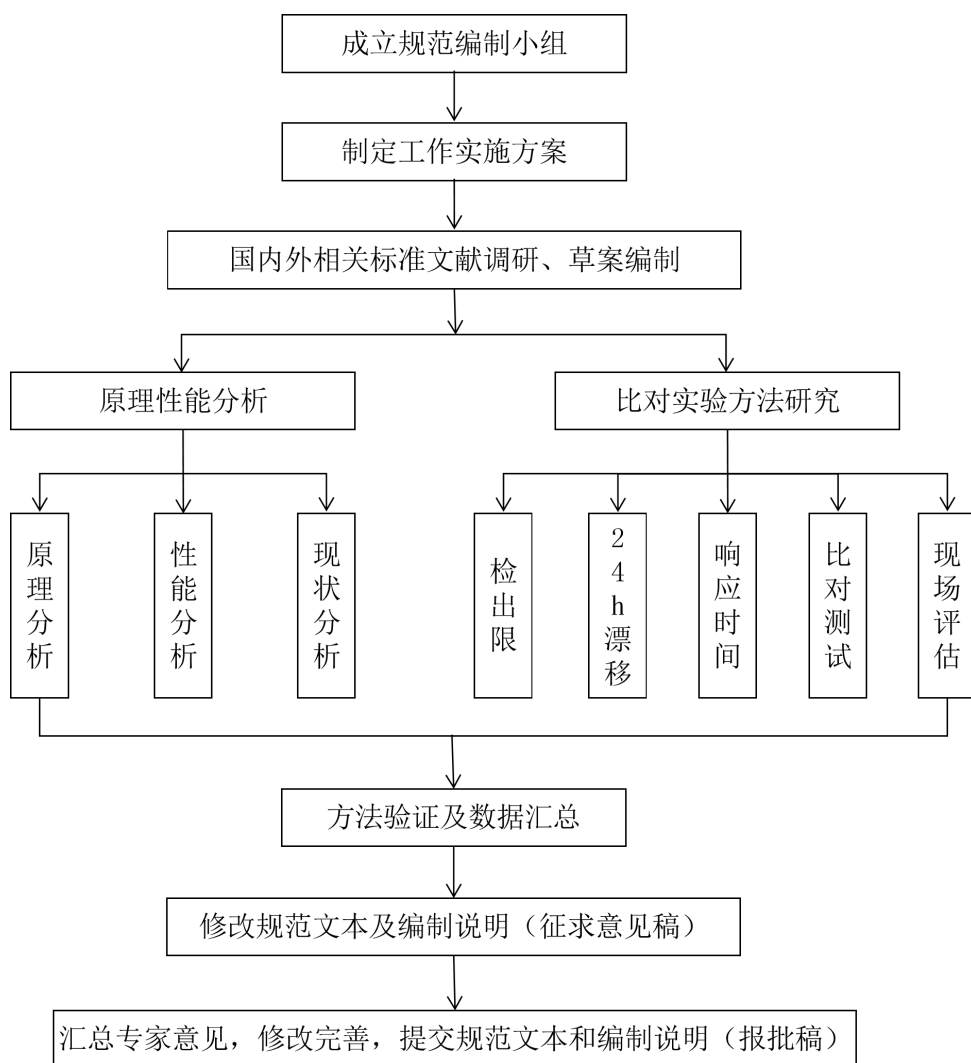 成立规范编制小组
制定工作实施方案
国内外相关标准文献调研、草案编制
原理性能分析
比对实验方法研究
原理分析
性能分析
现状分析
检出限
24h漂移
响应时间
比对测试
现场评估
方法验证及数据汇总
修改规范文本及编制说明（征求意见稿）
汇总专家意见，修改完善，提交规范文本和编制说明（报批稿）